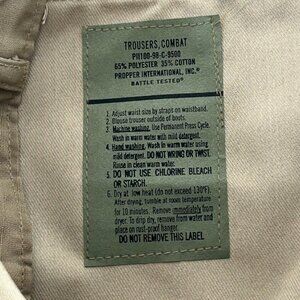 TROUSERS, COMBAT
P11100-98-C-9500
65% POLYESTER 35% COTTON
PROPPER INTERNATIONAL, INC.®
BATTLE TESTED®
1. Adjust waist size by straps on waistband.
2. Blouse trouser outside of boots.
3. Machine washing. Use Permanent Press Cycle.
Wash in warm water with mild detergent.
4. Hand washing. Wash in warm water using
mild detergent. DO NOT WRING OR TWIST.
Rinse in clean warm water.
5. DO NOT USE CHLORINE BLEACH
OR STARCH.
6. Dry at low heat (do not exceed 130°F).
After drying, tumble at room temperature
for 10 minutes. Remove immediately from
dryer. To drip dry, remove from water and
place on rust-proof hanger.
DO NOT REMOVE THIS LABEL